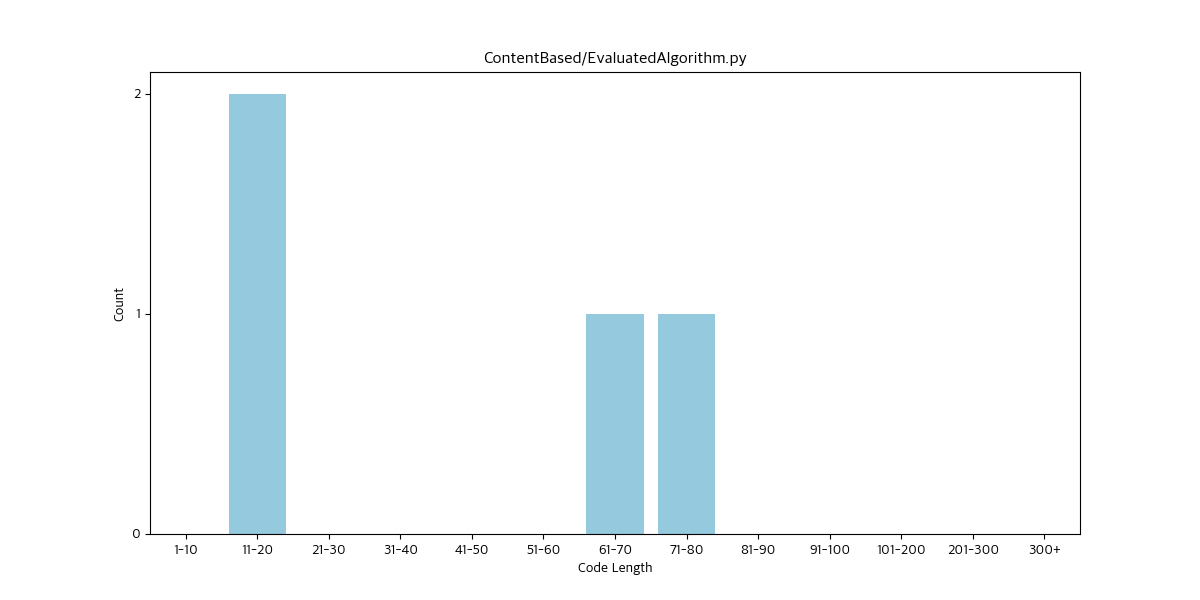 ContentBased/EvaluatedAlgorithm.py
2
1
0
Count
1-10 11-20 21-30 31-40 41-50 51-60 61-70 71-80 81-90 91-100 101-200 201-300 300+
Code Length